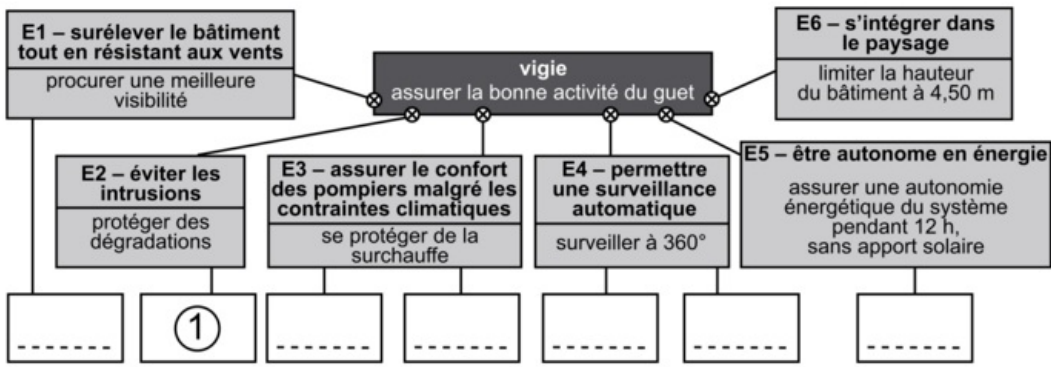 E1 – surélever le bâtiment
tout en résistant aux vents
procurer une meilleure
visibilité
vigie
assurer la bonne activité du guet
E6 – s'intégrer dans
le paysage
limiter la hauteur
du bâtiment à 4,50 m
E2 – éviter les
intrusions
protéger des
dégradations
E3 – assurer le confort
des pompiers malgré les
contraintes climatiques
se protéger de la
surchauffe
E4 – permettre
une surveillance
automatique
surveiller à 360°
E5 – être autonome en énergie
assurer une autonomie
énergétique du système
pendant 12 h,
sans apport solaire
1